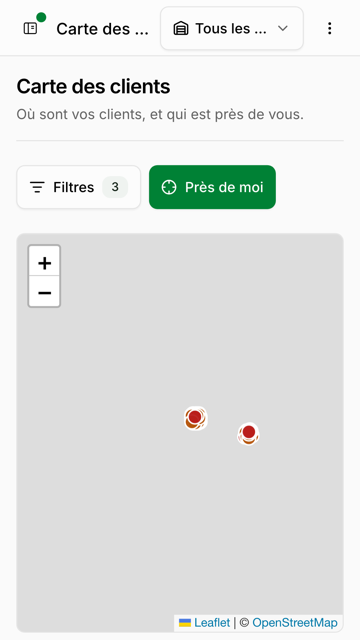 Carte des ...
Tous les ...
Carte des clients
Où sont vos clients, et qui est près de vous.
Filtres 3
Près de moi
+
−
Leaflet | © OpenStreetMap